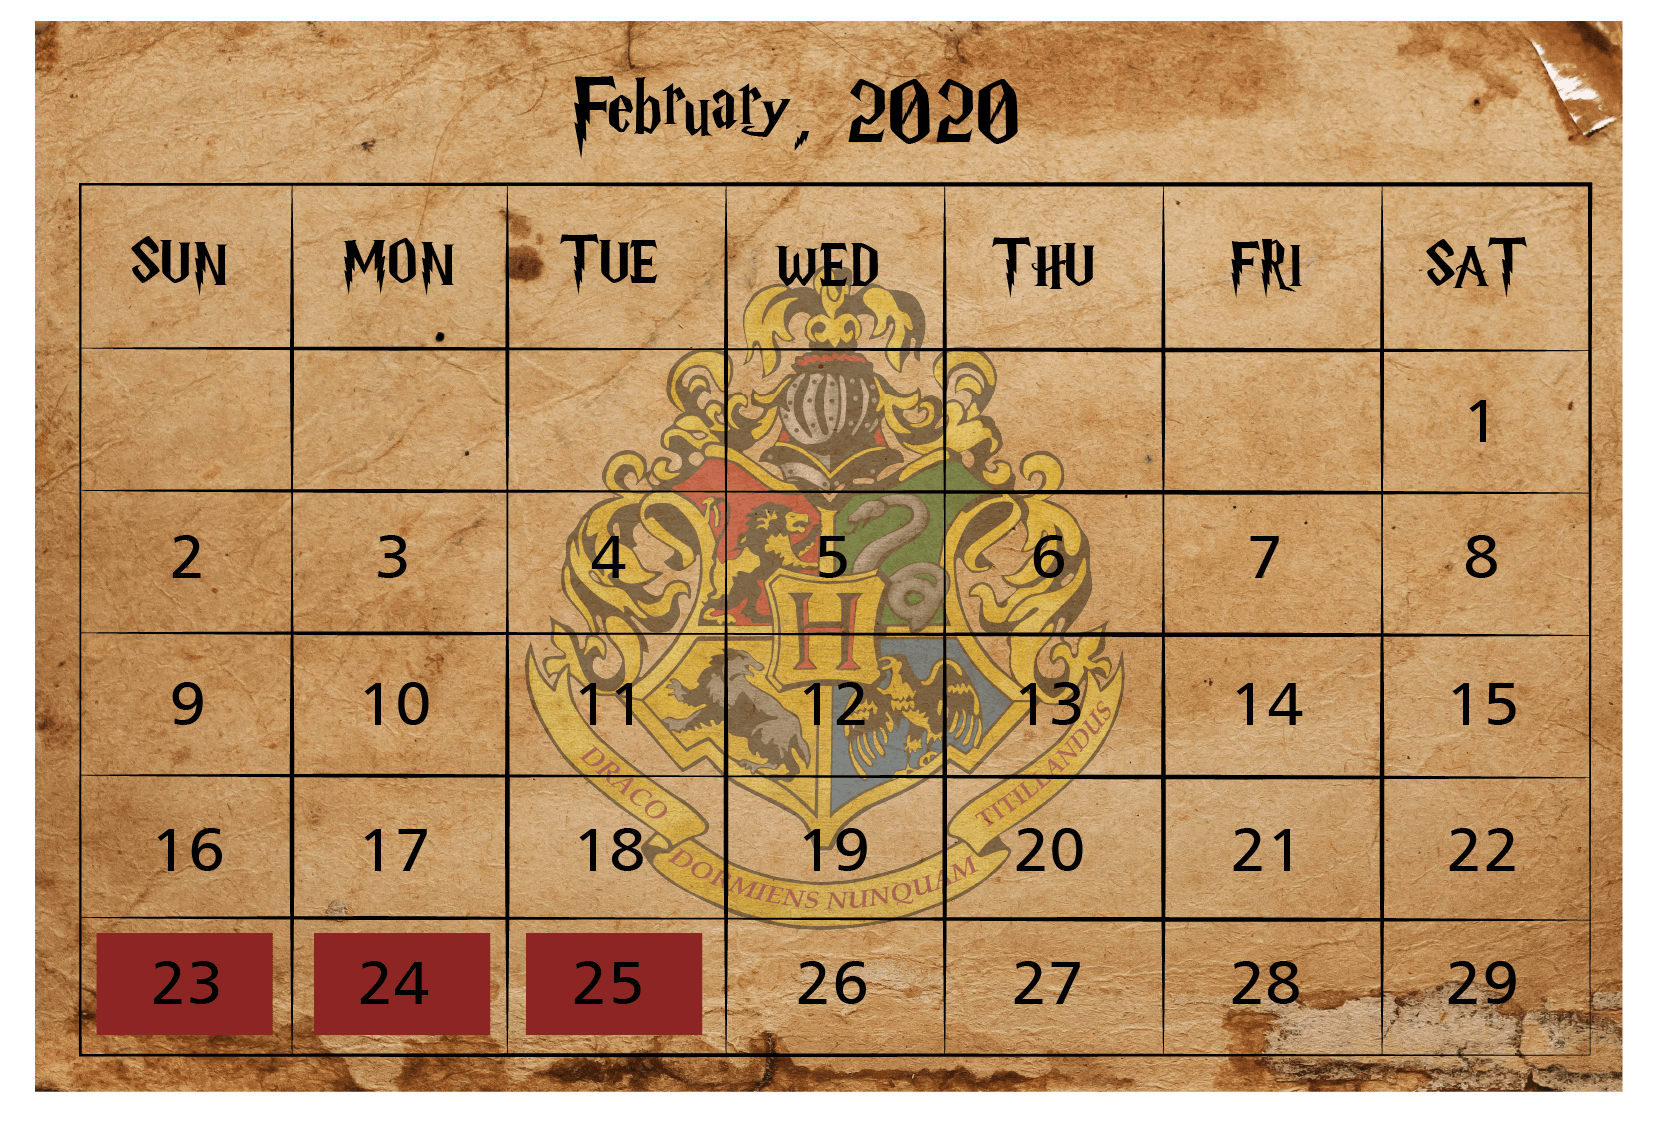 February, 2020
SUN MON TUE WED THU FRI SAT
1
2 3 4 5 6 7 8
H
9 10 11 12 13 14 15
16 17 18 19 20 21 22
DRACO DORMIENS NUNQUAM TITILLANDUS
23 24 25 26 27 28 29